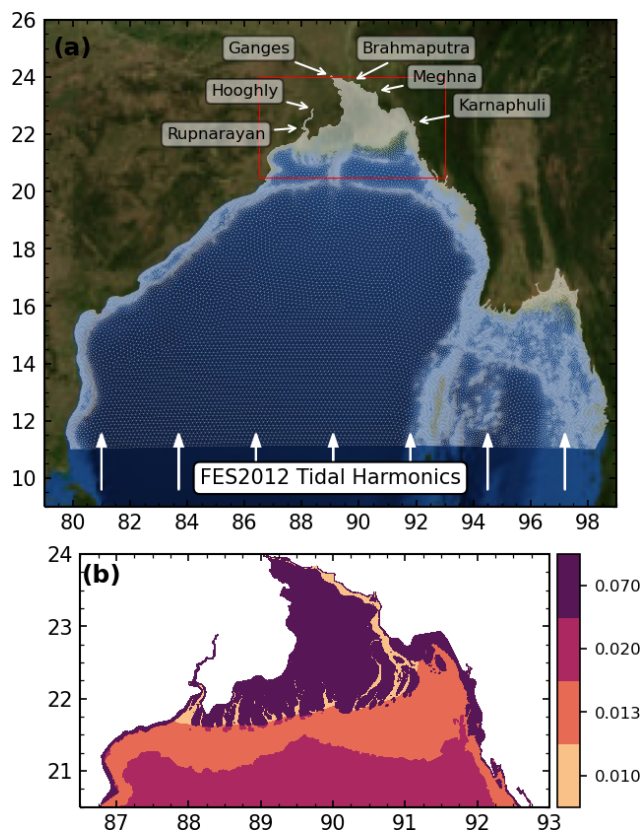 (a)
Ganges
Brahmaputra
Hooghly
Meghna
Karnaphuli
Rupnarayan
26
24
22
20
18
16
14
12
10
FES2012 Tidal Harmonics
80 82 84 86 88 90 92 94 96 98
(b)
24
23
22
21
87 88 89 90 91 92 93
0.070
0.020
0.013
0.010